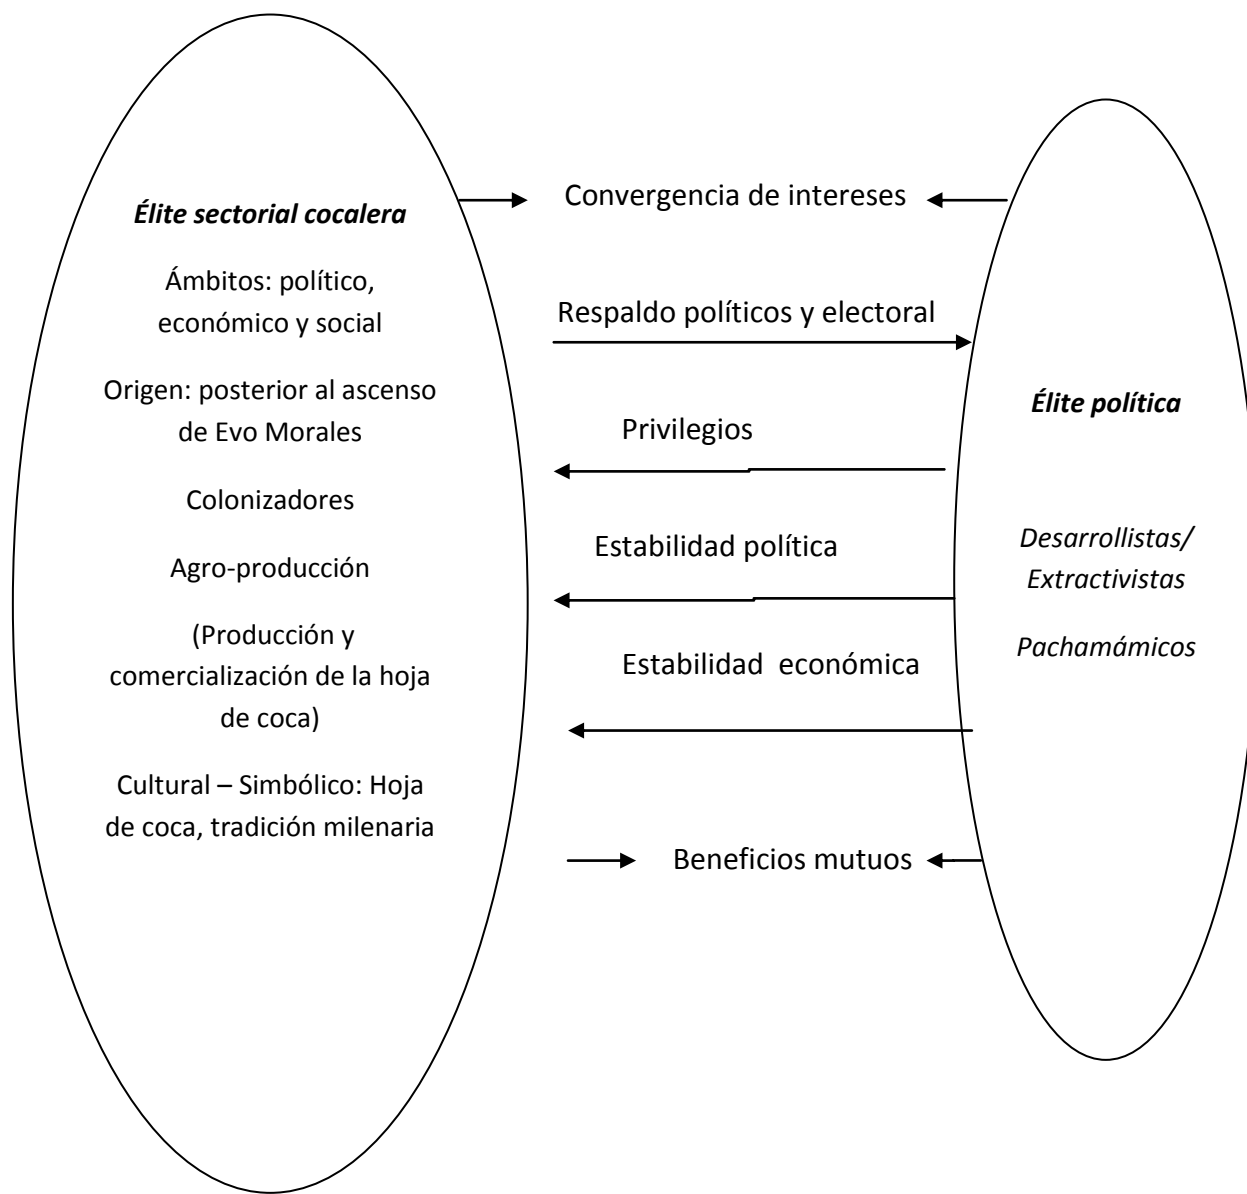 Élite sectorial cocalera
Ámbitos: político,
económico y social
Origen: posterior al ascenso
de Evo Morales
Colonizadores
Agro-producción
(Producción y
comercialización de la hoja
de coca)
Cultural – Simbólico: Hoja
de coca, tradición milenaria
Convergencia de intereses
Respaldo políticos y electoral
Privilegios
Estabilidad política
Estabilidad económica
Beneficios mutuos
Élite política
Desarrollistas/
Extractivistas
Pachamámicos